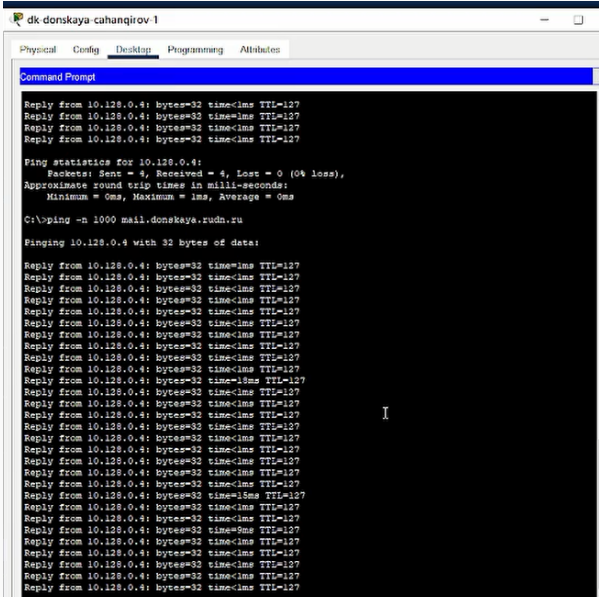 dk-donskaya-cahanqirov-1
Physical Config Desktop Programming Attributes
Command Prompt
Reply from 10.128.0.4: bytes=32 time<1ms TTL=127
Reply from 10.128.0.4: bytes=32 time=1ms TTL=127
Reply from 10.128.0.4: bytes=32 time<1ms TTL=127
Reply from 10.128.0.4: bytes=32 time<1ms TTL=127
Ping statistics for 10.128.0.4:
Packets: Sent = 4, Received = 4, Lost = 0 (0% loss),
Approximate round trip times in milli-seconds:
Minimum = 0ms, Maximum = 1ms, Average = 0ms
C:\>ping -n 1000 mail.donskaya.rudn.ru
Pinging 10.128.0.4 with 32 bytes of data:
Reply from 10.128.0.4: bytes=32 time=1ms TTL=127
Reply from 10.128.0.4: bytes=32 time<1ms TTL=127
Reply from 10.128.0.4: bytes=32 time<1ms TTL=127
Reply from 10.128.0.4: bytes=32 time<1ms TTL=127
Reply from 10.128.0.4: bytes=32 time<1ms TTL=127
Reply from 10.128.0.4: bytes=32 time<1ms TTL=127
Reply from 10.128.0.4: bytes=32 time<1ms TTL=127
Reply from 10.128.0.4: bytes=32 time<1ms TTL=127
Reply from 10.128.0.4: bytes=32 time<1ms TTL=127
Reply from 10.128.0.4: bytes=32 time<1ms TTL=127
Reply from 10.128.0.4: bytes=32 time=18ms TTL=127
Reply from 10.128.0.4: bytes=32 time<1ms TTL=127
Reply from 10.128.0.4: bytes=32 time<1ms TTL=127
Reply from 10.128.0.4: bytes=32 time<1ms TTL=127
Reply from 10.128.0.4: bytes=32 time<1ms TTL=127
Reply from 10.128.0.4: bytes=32 time<1ms TTL=127
Reply from 10.128.0.4: bytes=32 time<1ms TTL=127
Reply from 10.128.0.4: bytes=32 time<1ms TTL=127
Reply from 10.128.0.4: bytes=32 time<1ms TTL=127
Reply from 10.128.0.4: bytes=32 time<1ms TTL=127
Reply from 10.128.0.4: bytes=32 time=15ms TTL=127
Reply from 10.128.0.4: bytes=32 time<1ms TTL=127
Reply from 10.128.0.4: bytes=32 time<1ms TTL=127
Reply from 10.128.0.4: bytes=32 time=9ms TTL=127
Reply from 10.128.0.4: bytes=32 time<1ms TTL=127
Reply from 10.128.0.4: bytes=32 time<1ms TTL=127
Reply from 10.128.0.4: bytes=32 time<1ms TTL=127
Reply from 10.128.0.4: bytes=32 time<1ms TTL=127
Reply from 10.128.0.4: bytes=32 time<1ms TTL=127